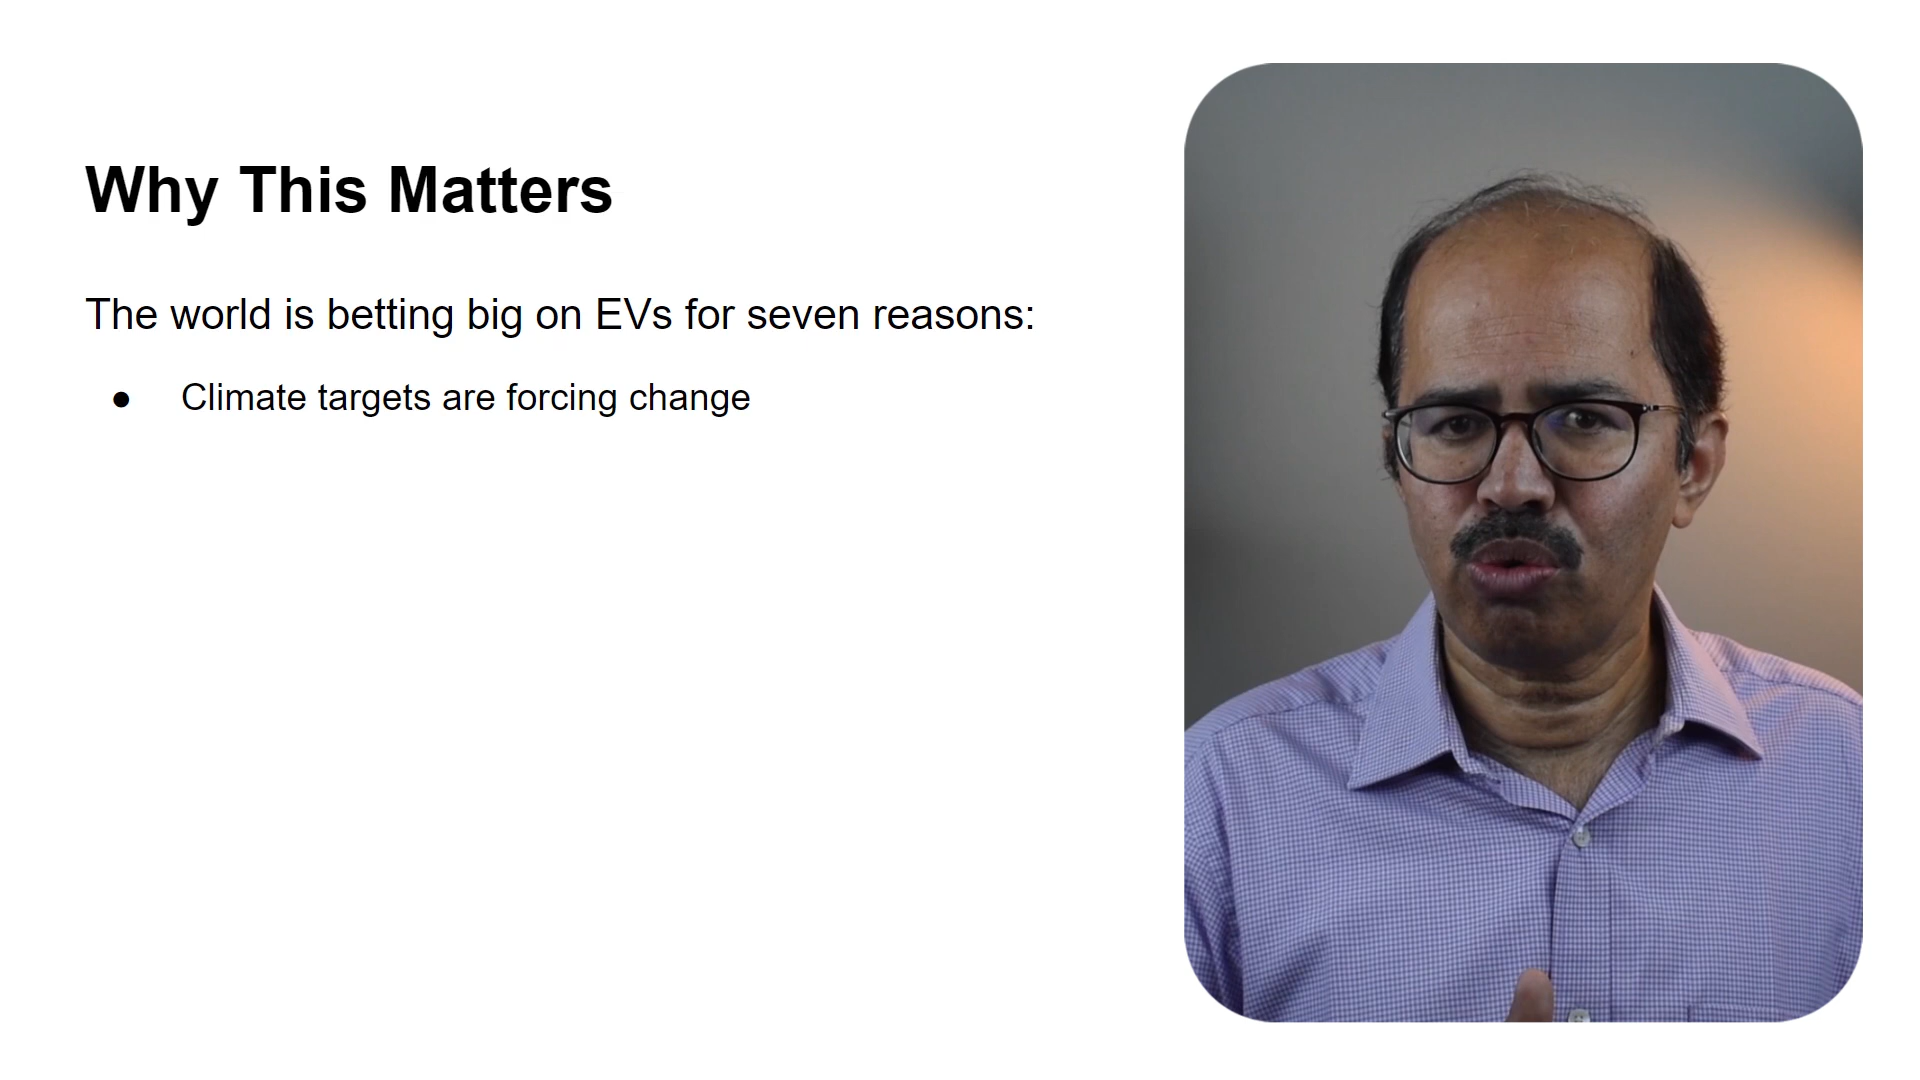 Why This Matters
The world is betting big on EVs for seven reasons:
● Climate targets are forcing change